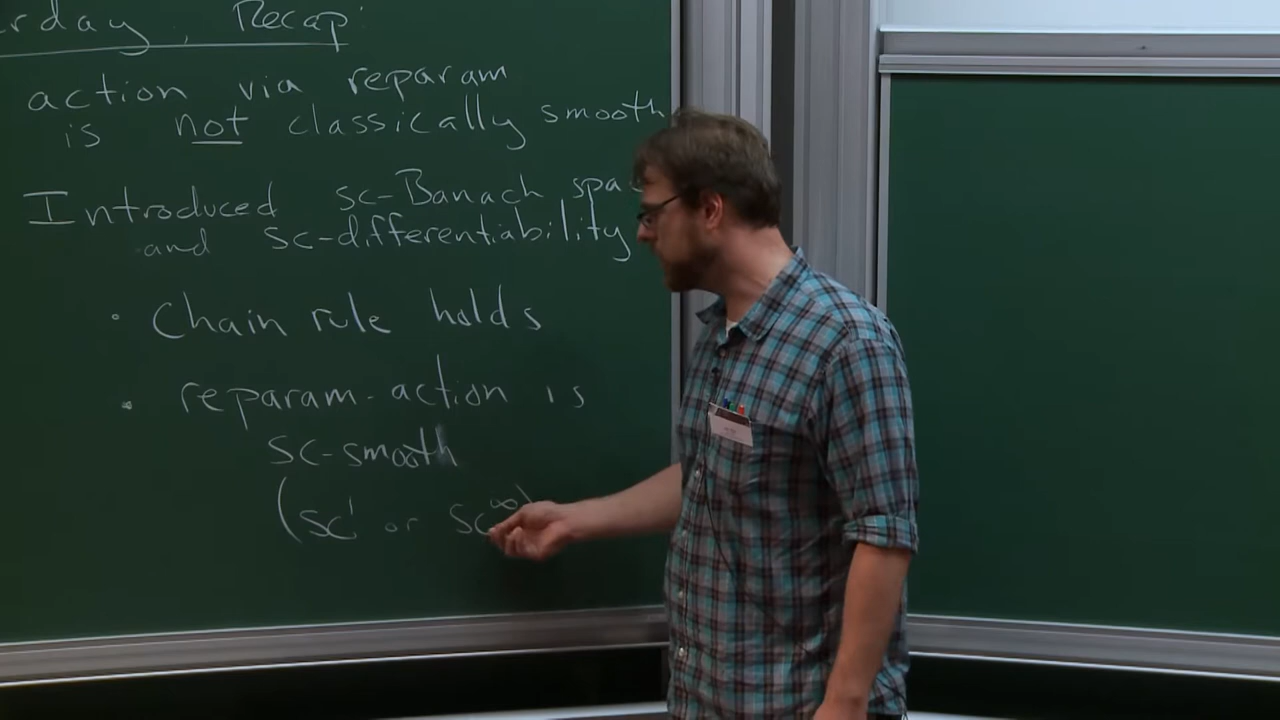 rday, Recap:
action via reparam
is not classically smooth
Introduced sc-Banach spa
and sc-differentiability
• Chain rule holds
• reparam-action is
sc-smooth
(sc¹ or sc∞)